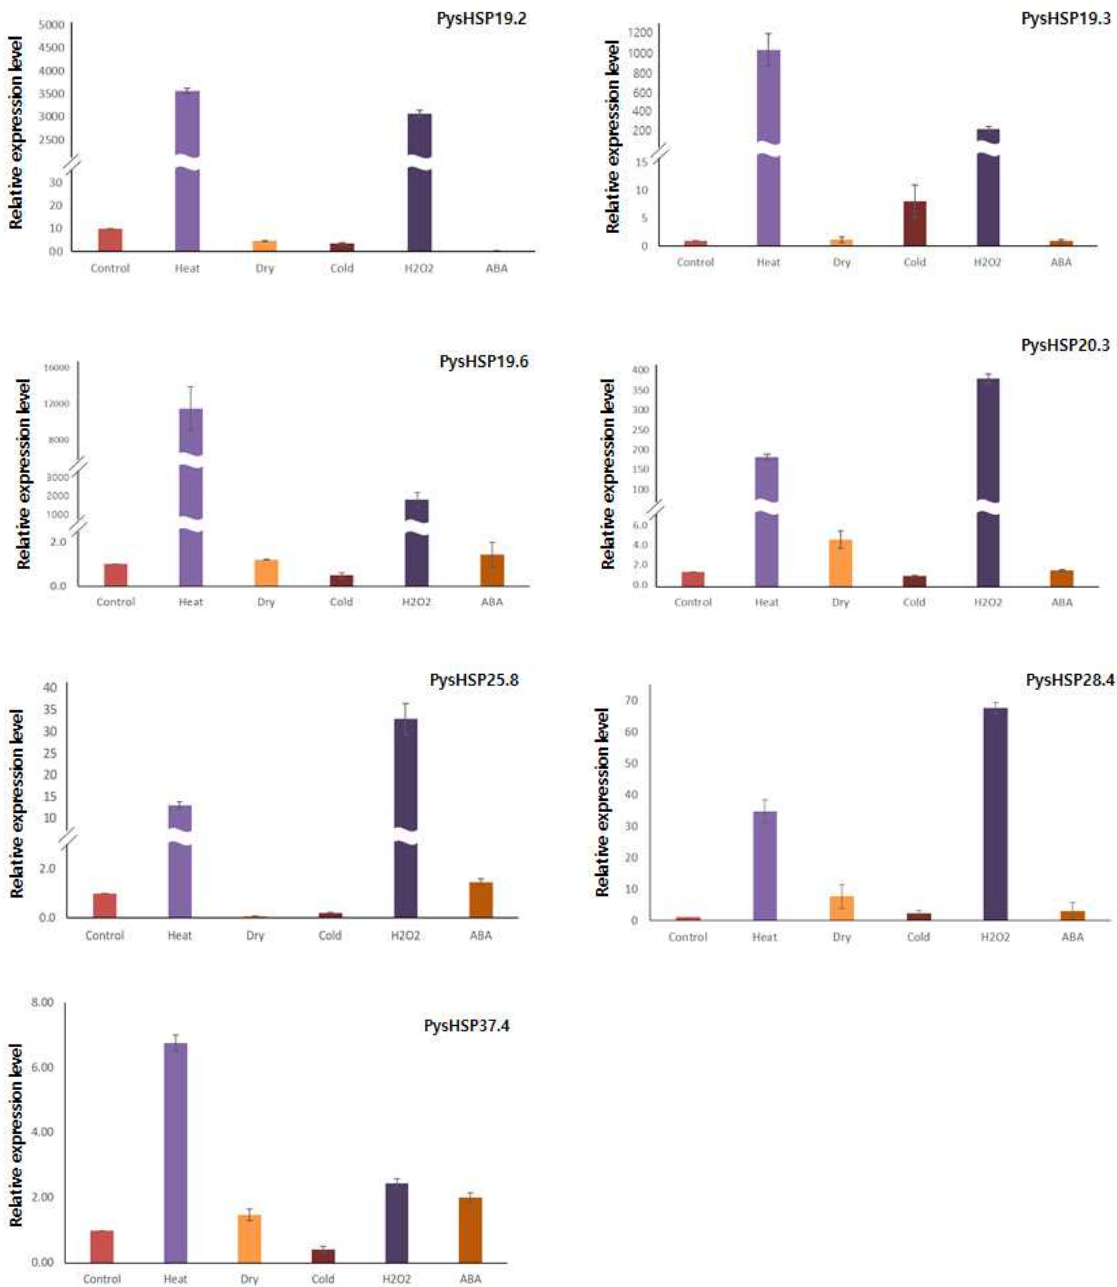 PysHSP19.2
Relative expression level
5000
4500
4000
3500
3000
2500
30
20
10
00
Control Heat Dry Cold H2O2 ABA
PysHSP19.3
Relative expression level
1200
1000
800
600
400
200
15
10
5
0
Control Heat Dry Cold H2O2 ABA
PysHSP19.6
Relative expression level
16000
12000
8000
3000
2000
1000
2.0
0.0
Control Heat Dry Cold H2O2 ABA
PysHSP20.3
Relative expression level
400
350
300
250
200
150
100
6.0
4.0
2.0
0.0
Control Heat Dry Cold H2O2 ABA
PysHSP25.8
Relative expression level
40
35
30
25
20
15
10
2.0
0.0
Control Heat Dry Cold H2O2 ABA
PysHSP28.4
Relative expression level
70
60
50
40
30
20
10
0
Control Heat Dry Cold H2O2 ABA
PysHSP37.4
Relative expression level
8.00
6.00
4.00
2.00
0.00
Control Heat Dry Cold H2O2 ABA